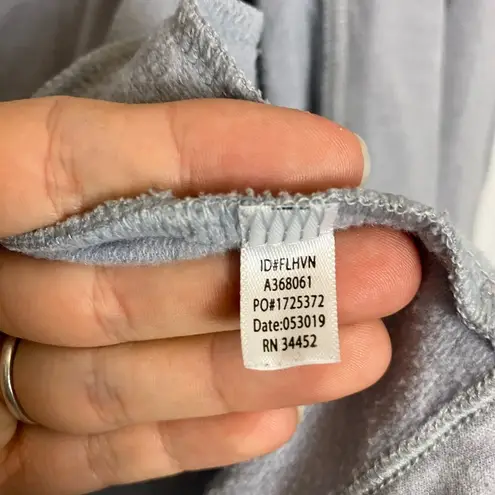 ID#FLHVN
A368061
PO#1725372
Date:053019
RN 34452